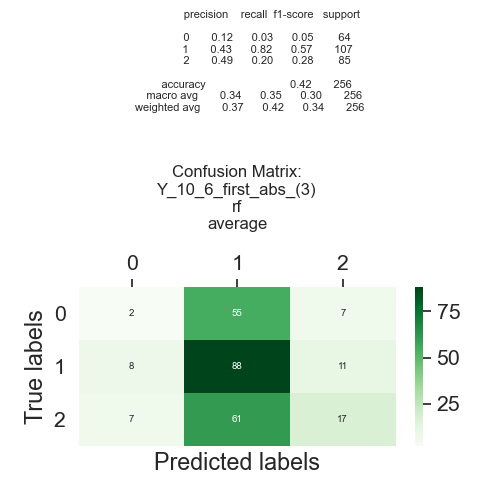 precision recall f1-score support
0 0.12 0.03 0.05 64
1 0.43 0.82 0.57 107
2 0.49 0.20 0.28 85
accuracy 0.42 256
macro avg 0.34 0.35 0.30 256
weighted avg 0.37 0.42 0.34 256
Confusion Matrix:
Y_10_6_first_abs_(3)
rf
average
0 1 2
0 2 55 7
1 8 88 11
2 7 61 17
True labels
Predicted labels
75
50
25